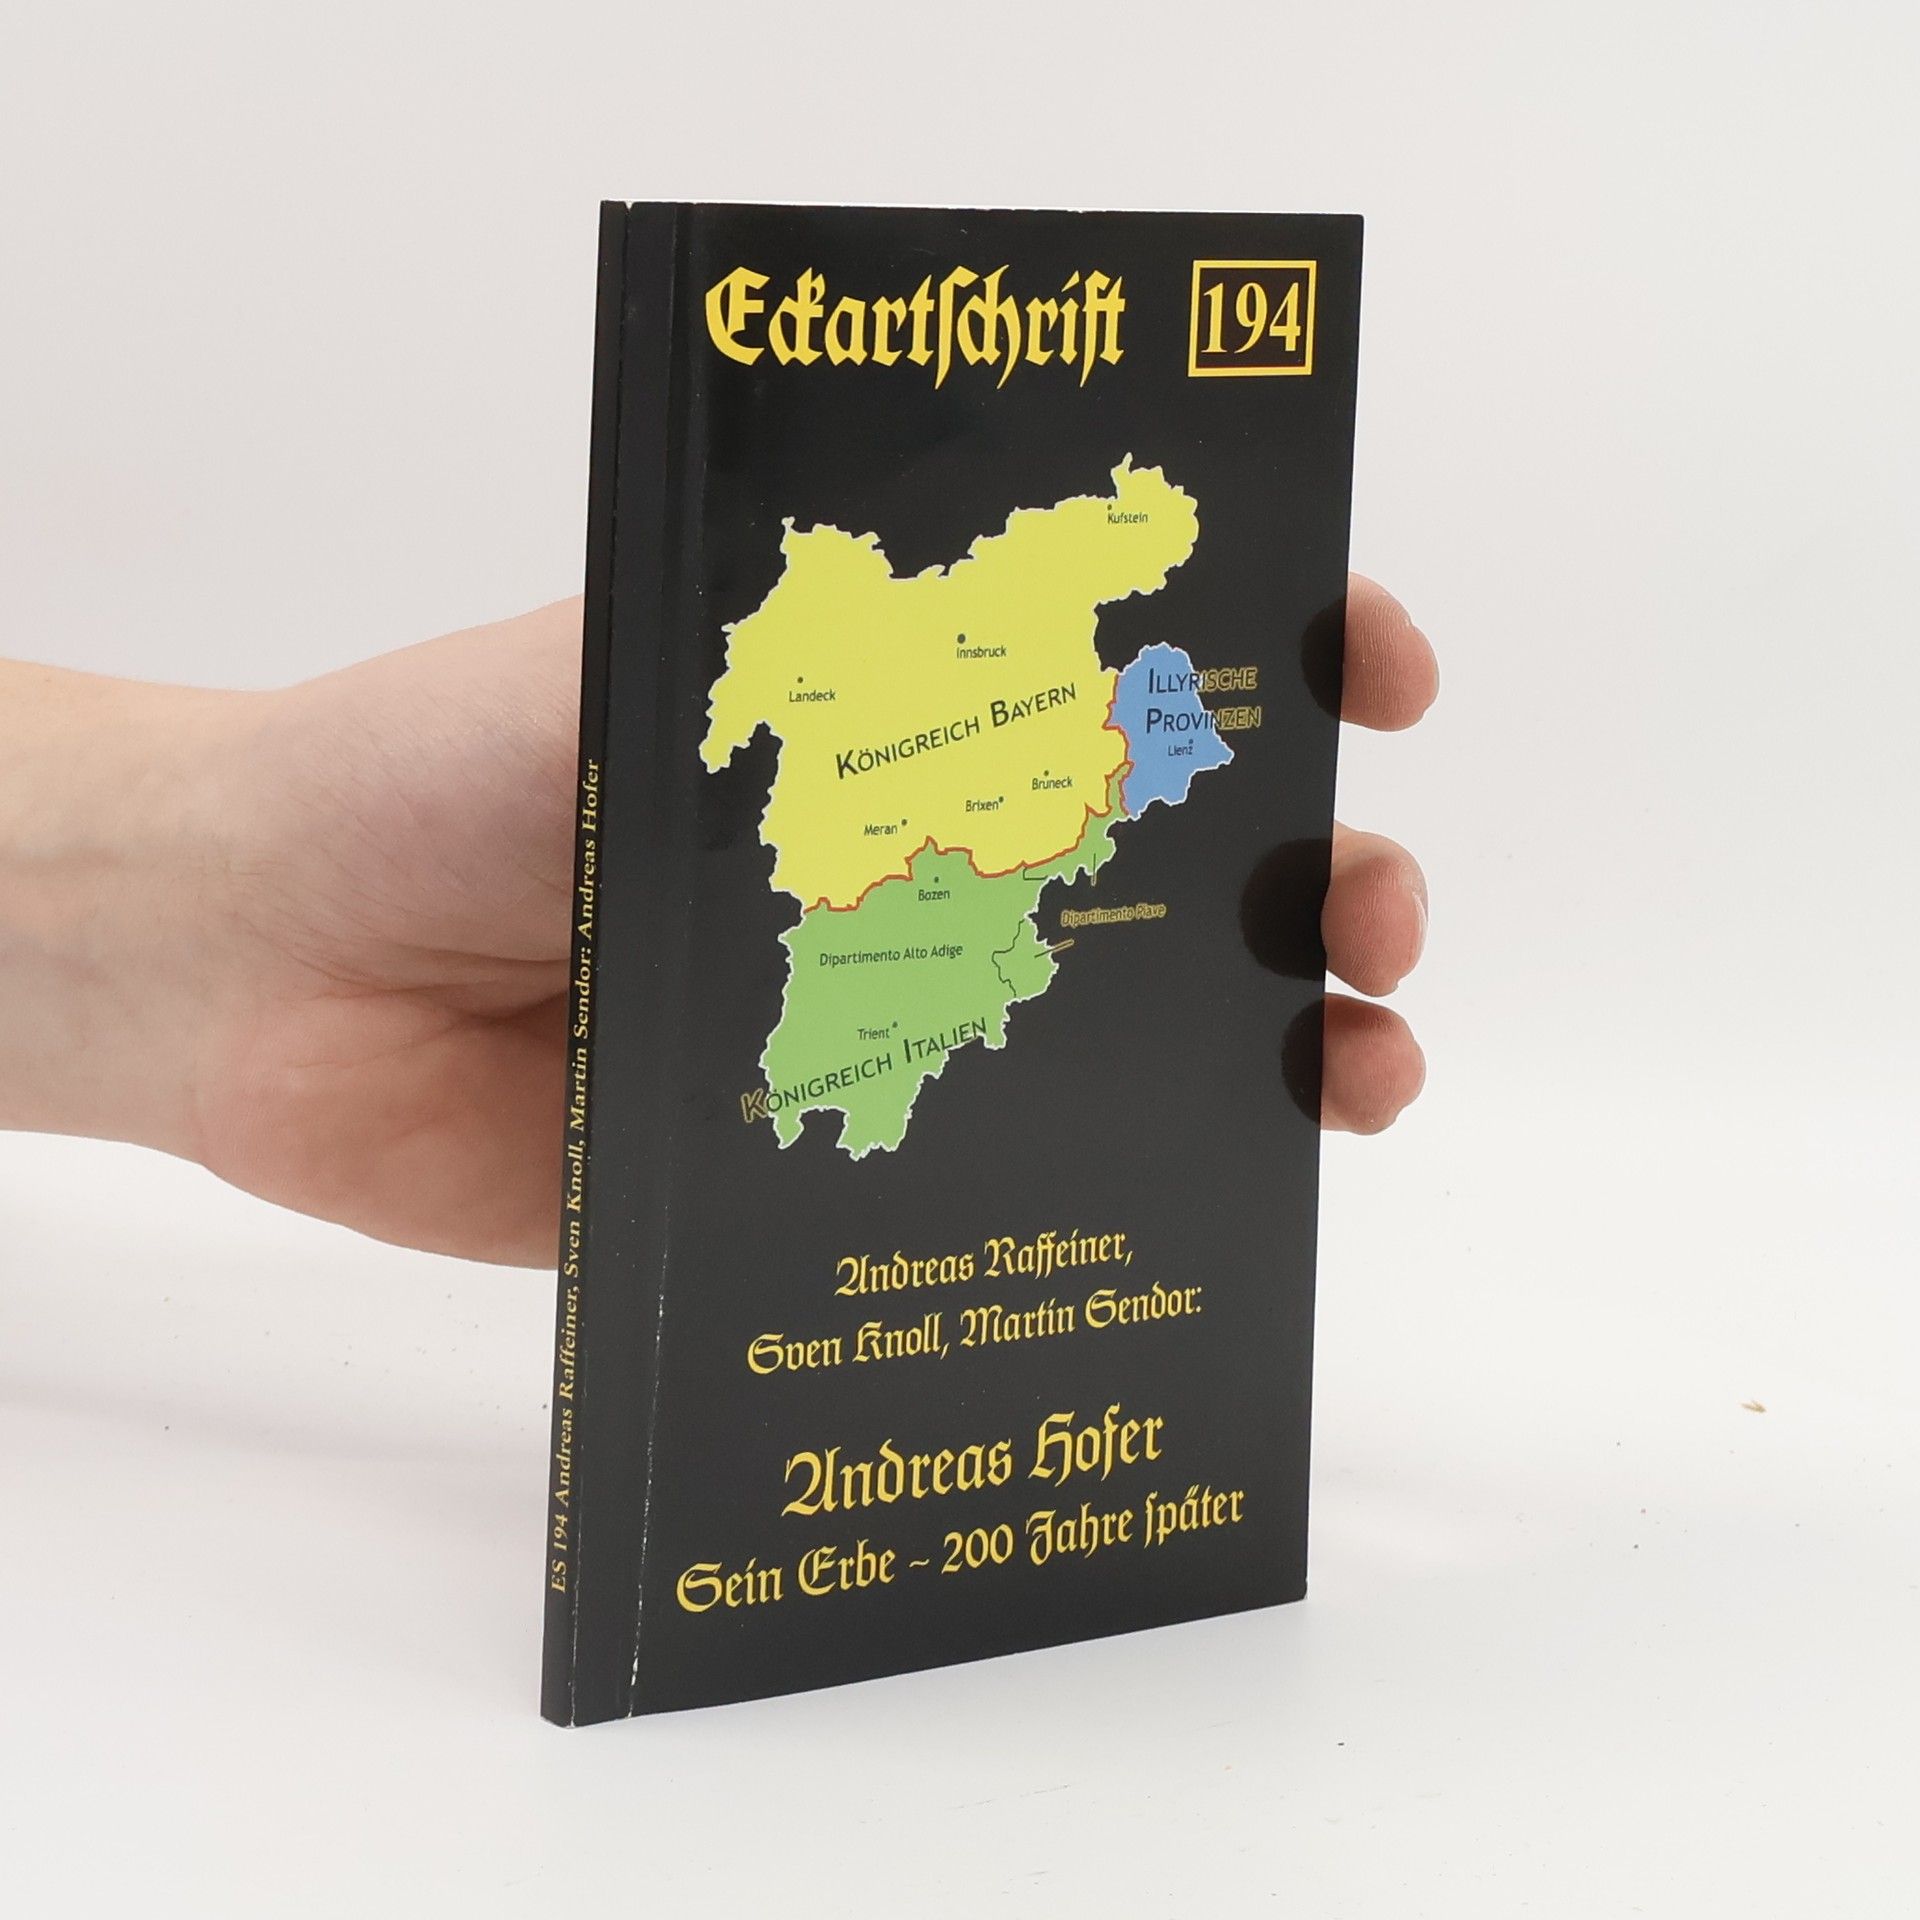 Eckartſchrift
194
Kufstein
Innsbruck
Landeck
KÖNIGREICH BAYERN
ILLYRISCHE
PROVINZEN
Lienz
Bruneck
Brixen
Meran
Bozen
Dipartimento Piave
Dipartimento Alto Adige
Trient
KÖNIGREICH ITALIEN
Andreas Raffeiner,
Sven Knoll, Martin Sendor:
Andreas Hofer
Sein Erbe ~ 200 Jahre ſpäter
ES 194 Andreas Raffeiner, Sven Knoll, Martin Sendor: Andreas Hofer